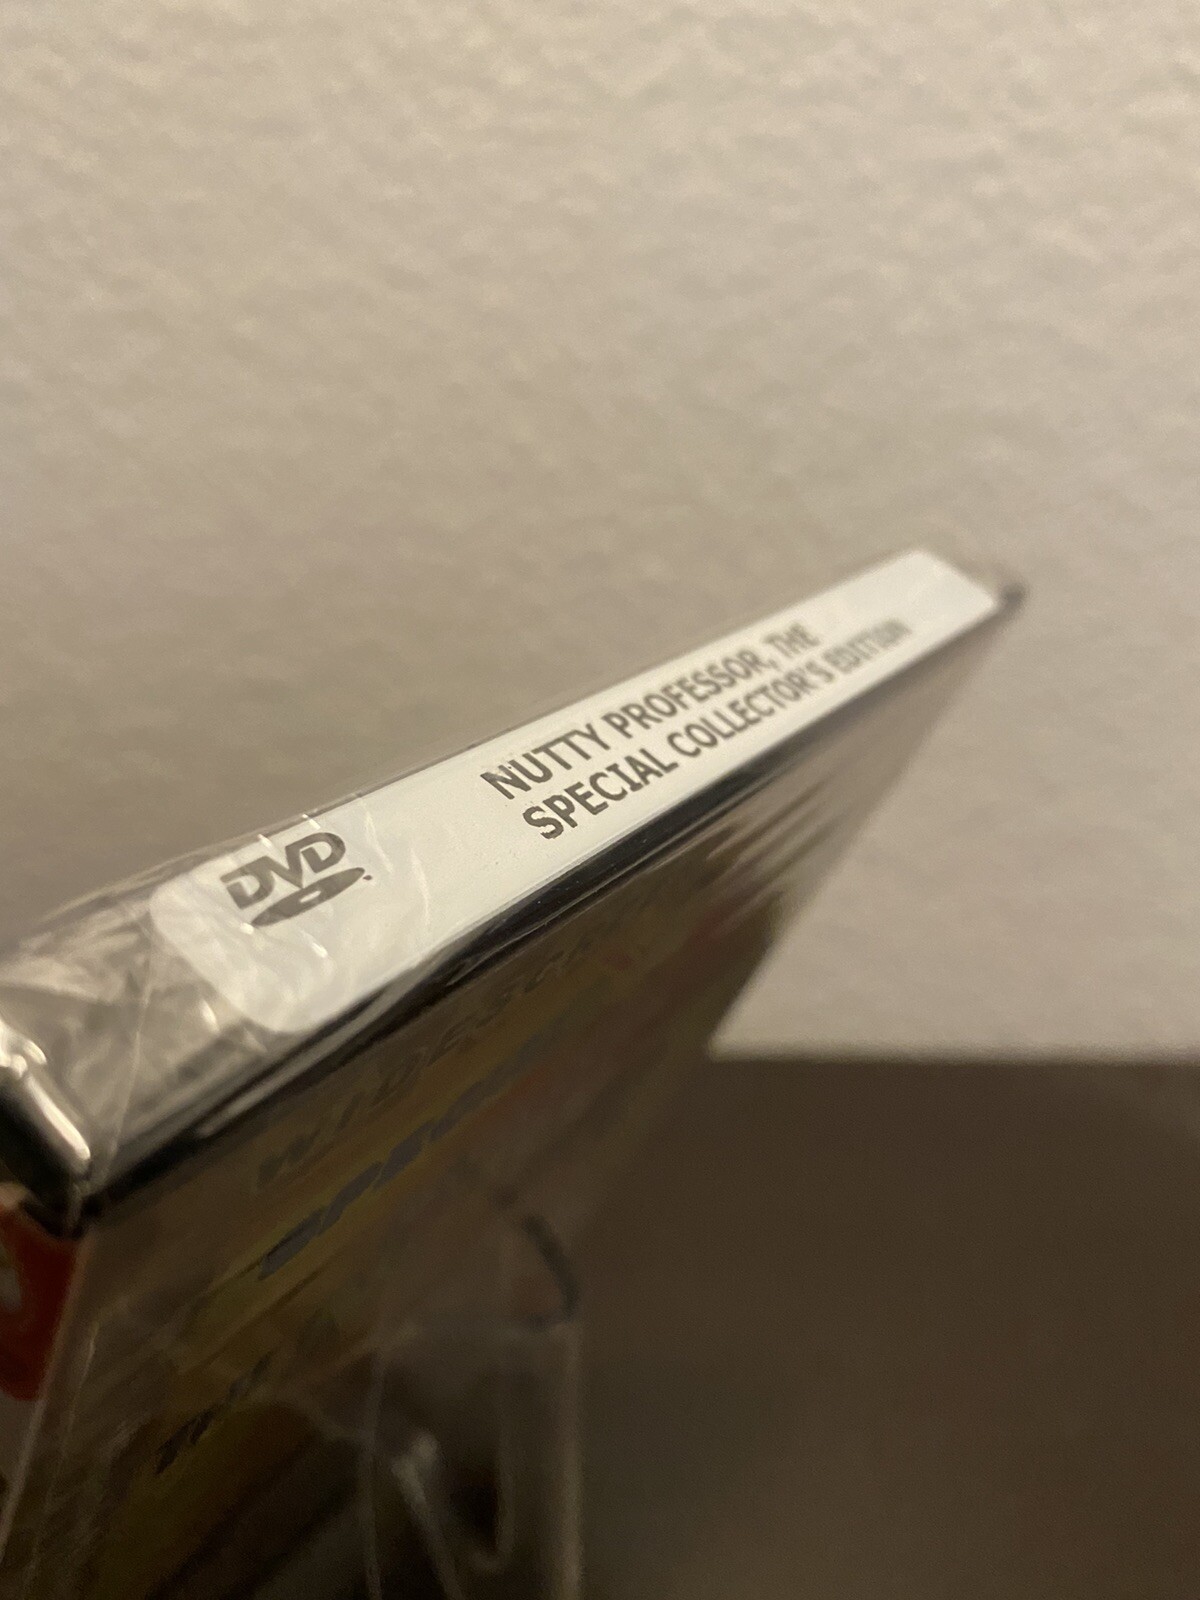 DVD
NUTTY PROFESSOR, THE
SPECIAL COLLECTOR'S EDITION